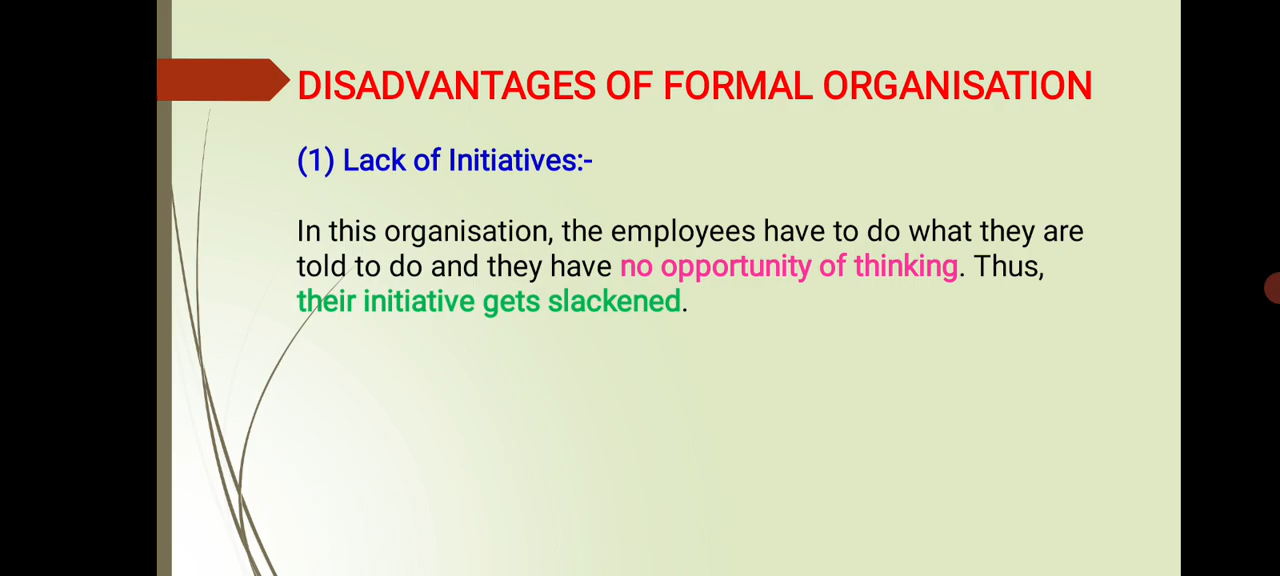 DISADVANTAGES OF FORMAL ORGANISATION
(1) Lack of Initiatives:-
In this organisation, the employees have to do what they are
told to do and they have no opportunity of thinking. Thus,
their initiative gets slackened.